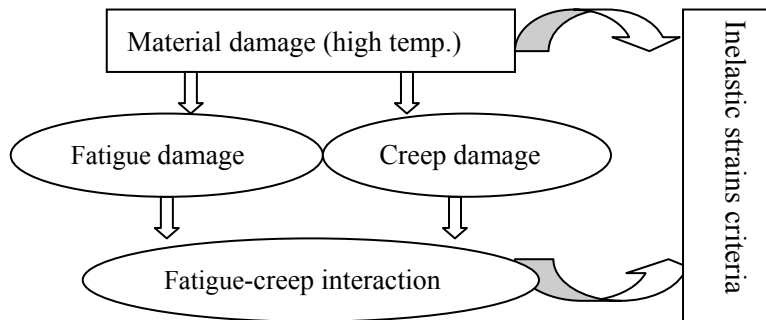 Material damage (high temp.)
Fatigue damage
Creep damage
Fatigue-creep interaction
Inelastic strains criteria